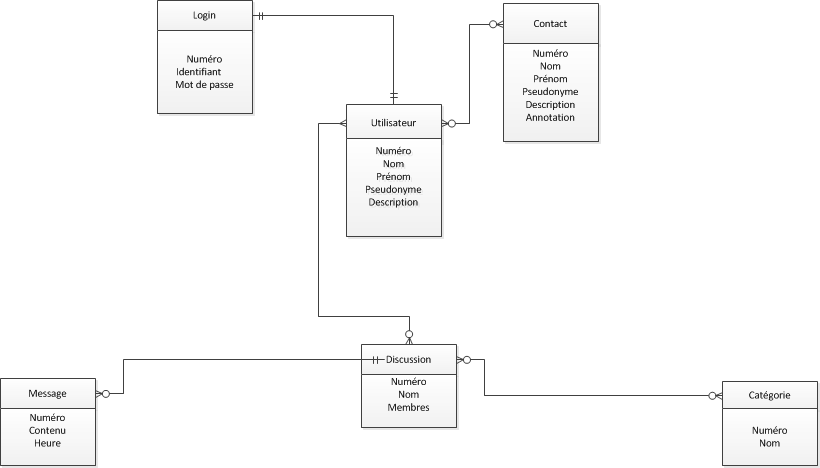 Login
Numéro
Identifiant
Mot de passe
Contact
Numéro
Nom
Prénom
Pseudonyme
Description
Annotation
Utilisateur
Numéro
Nom
Prénom
Pseudonyme
Description
Discussion
Numéro
Nom
Membres
Message
Numéro
Contenu
Heure
Catégorie
Numéro
Nom